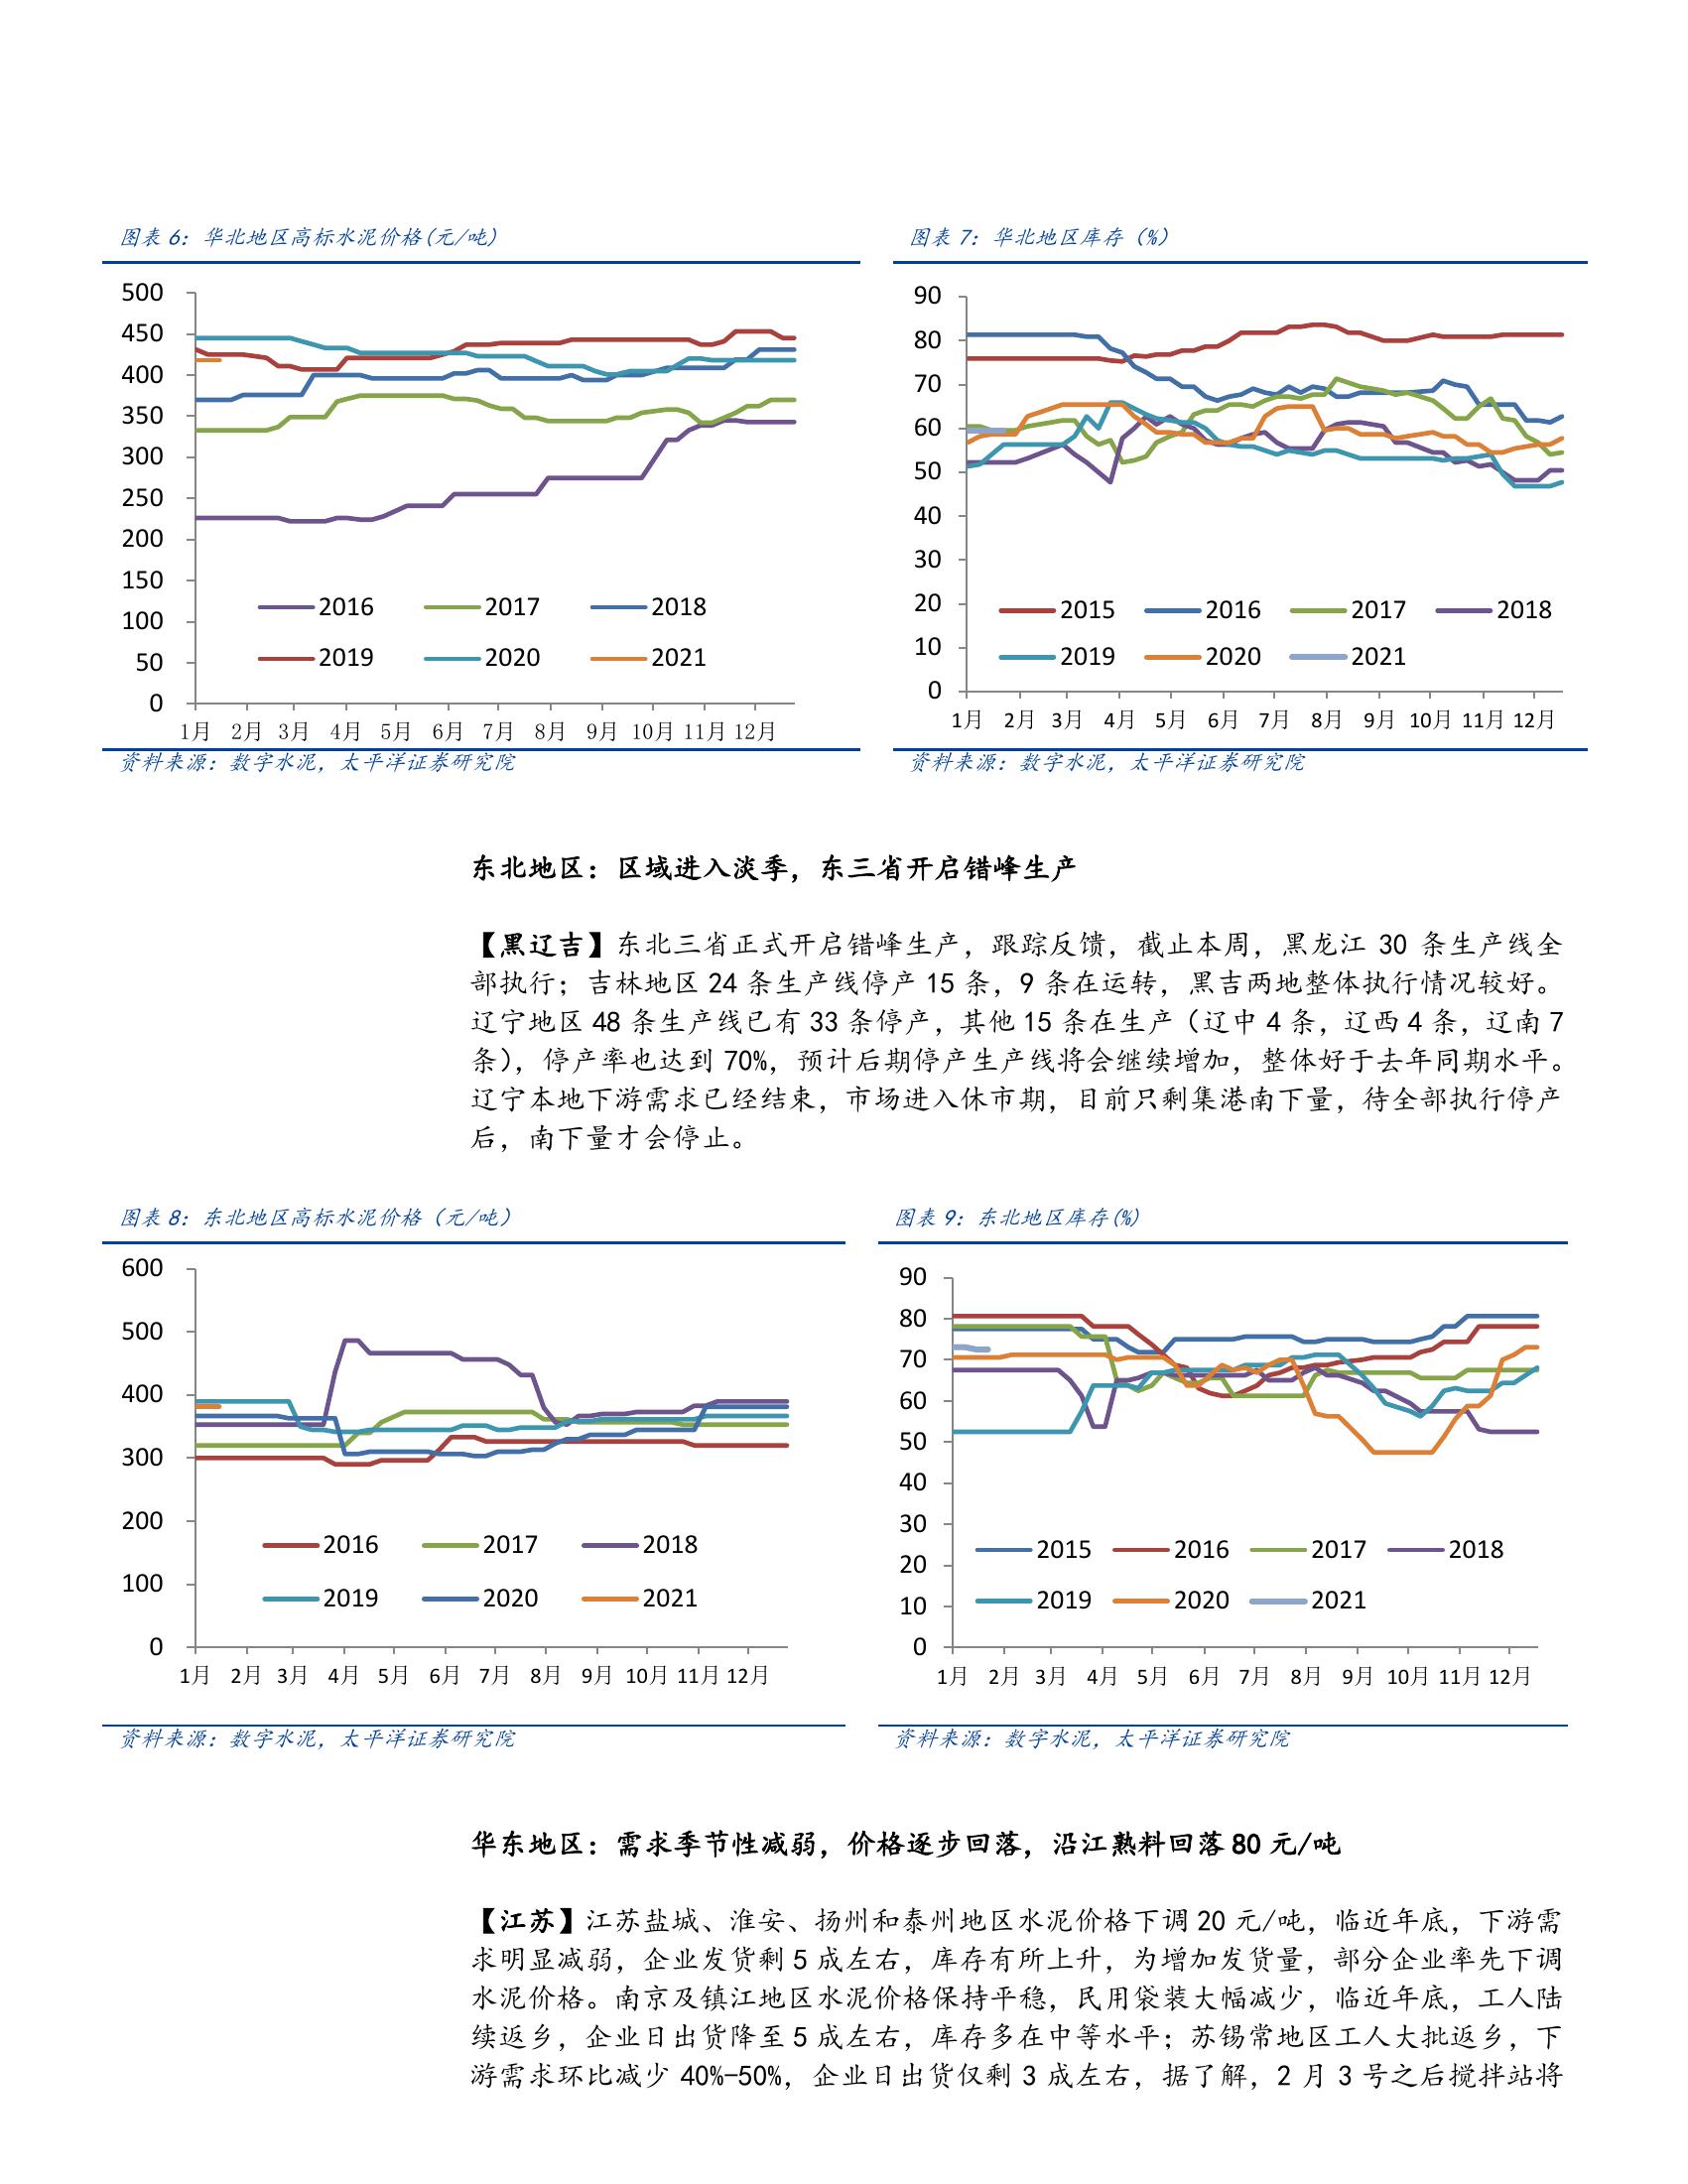 图表 6：华北地区高标水泥价格(元/吨)
500
450
400
350
300
250
200
150
100
50
0
2016 2017 2018
2019 2020 2021
1月 2月 3月 4月 5月 6月 7月 8月 9月 10月 11月 12月
资料来源：数字水泥，太平洋证券研究院
图表 7：华北地区库存（%）
90
80
70
60
50
40
30
20
10
0
2015 2016 2017 2018
2019 2020 2021
1月 2月 3月 4月 5月 6月 7月 8月 9月 10月 11月 12月
资料来源：数字水泥，太平洋证券研究院
东北地区：区域进入淡季，东三省开启错峰生产
【黑辽吉】东北三省正式开启错峰生产，跟踪反馈，截止本周，黑龙江 30 条生产线全
部执行；吉林地区 24 条生产线停产 15 条，9 条在运转，黑吉两地整体执行情况较好。
辽宁地区 48 条生产线已有 33 条停产，其他 15 条在生产（辽中 4 条，辽西 4 条，辽南 7
条），停产率也达到 70%，预计后期停产生产线将会继续增加，整体好于去年同期水平。
辽宁本地下游需求已经结束，市场进入休市期，目前只剩集港南下量，待全部执行停产
后，南下量才会停止。
图表 8：东北地区高标水泥价格（元/吨）
600
500
400
300
200
100
0
2016 2017 2018
2019 2020 2021
1月 2月 3月 4月 5月 6月 7月 8月 9月 10月 11月 12月
资料来源：数字水泥，太平洋证券研究院
图表 9：东北地区库存(%)
90
80
70
60
50
40
30
20
10
0
2015 2016 2017 2018
2019 2020 2021
1月 2月 3月 4月 5月 6月 7月 8月 9月 10月 11月 12月
资料来源：数字水泥，太平洋证券研究院
华东地区：需求季节性减弱，价格逐步回落，沿江熟料回落 80 元/吨
【江苏】江苏盐城、淮安、扬州和泰州地区水泥价格下调 20 元/吨，临近年底，下游需
求明显减弱，企业发货剩 5 成左右，库存有所上升，为增加发货量，部分企业率先下调
水泥价格。南京及镇江地区水泥价格保持平稳，民用袋装大幅减少，临近年底，工人陆
续返乡，企业日出货降至 5 成左右，库存多在中等水平；苏锡常地区工人大批返乡，下
游需求环比减少 40%-50%，企业日出货仅剩 3 成左右，据了解，2 月 3 号之后搅拌站将